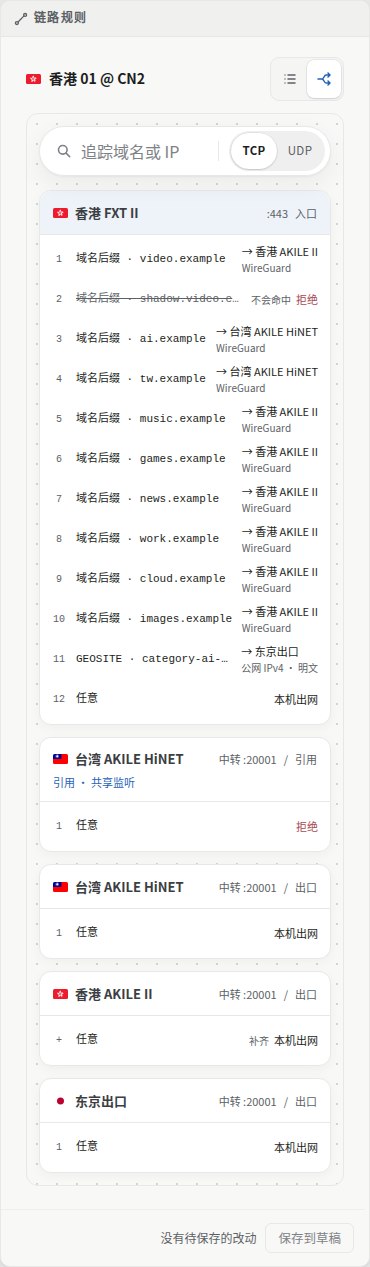 链路规则
香港 01 @ CN2
追踪域名或 IP
TCP
UDP
香港 FXT II
:443 入口
1 域名后缀 · video.example → 香港 AKILE II
WireGuard
2 域名后缀 · shadow.video.e… 不会命中 拒绝
3 域名后缀 · ai.example → 台湾 AKILE HiNET
WireGuard
4 域名后缀 · tw.example → 台湾 AKILE HiNET
WireGuard
5 域名后缀 · music.example → 香港 AKILE II
WireGuard
6 域名后缀 · games.example → 香港 AKILE II
WireGuard
7 域名后缀 · news.example → 香港 AKILE II
WireGuard
8 域名后缀 · work.example → 香港 AKILE II
WireGuard
9 域名后缀 · cloud.example → 香港 AKILE II
WireGuard
10 域名后缀 · images.example → 香港 AKILE II
WireGuard
11 GEOSITE · category-ai-… → 东京出口
公网 IPv4 · 明文
12 任意 本机出网
台湾 AKILE HiNET 中转 :20001 / 引用
引用 · 共享监听
1 任意 拒绝
台湾 AKILE HiNET 中转 :20001 / 出口
1 任意 本机出网
香港 AKILE II 中转 :20001 / 出口
+ 任意 补齐 本机出网
东京出口 中转 :20001 / 出口
1 任意 本机出网
没有待保存的改动 保存到草稿